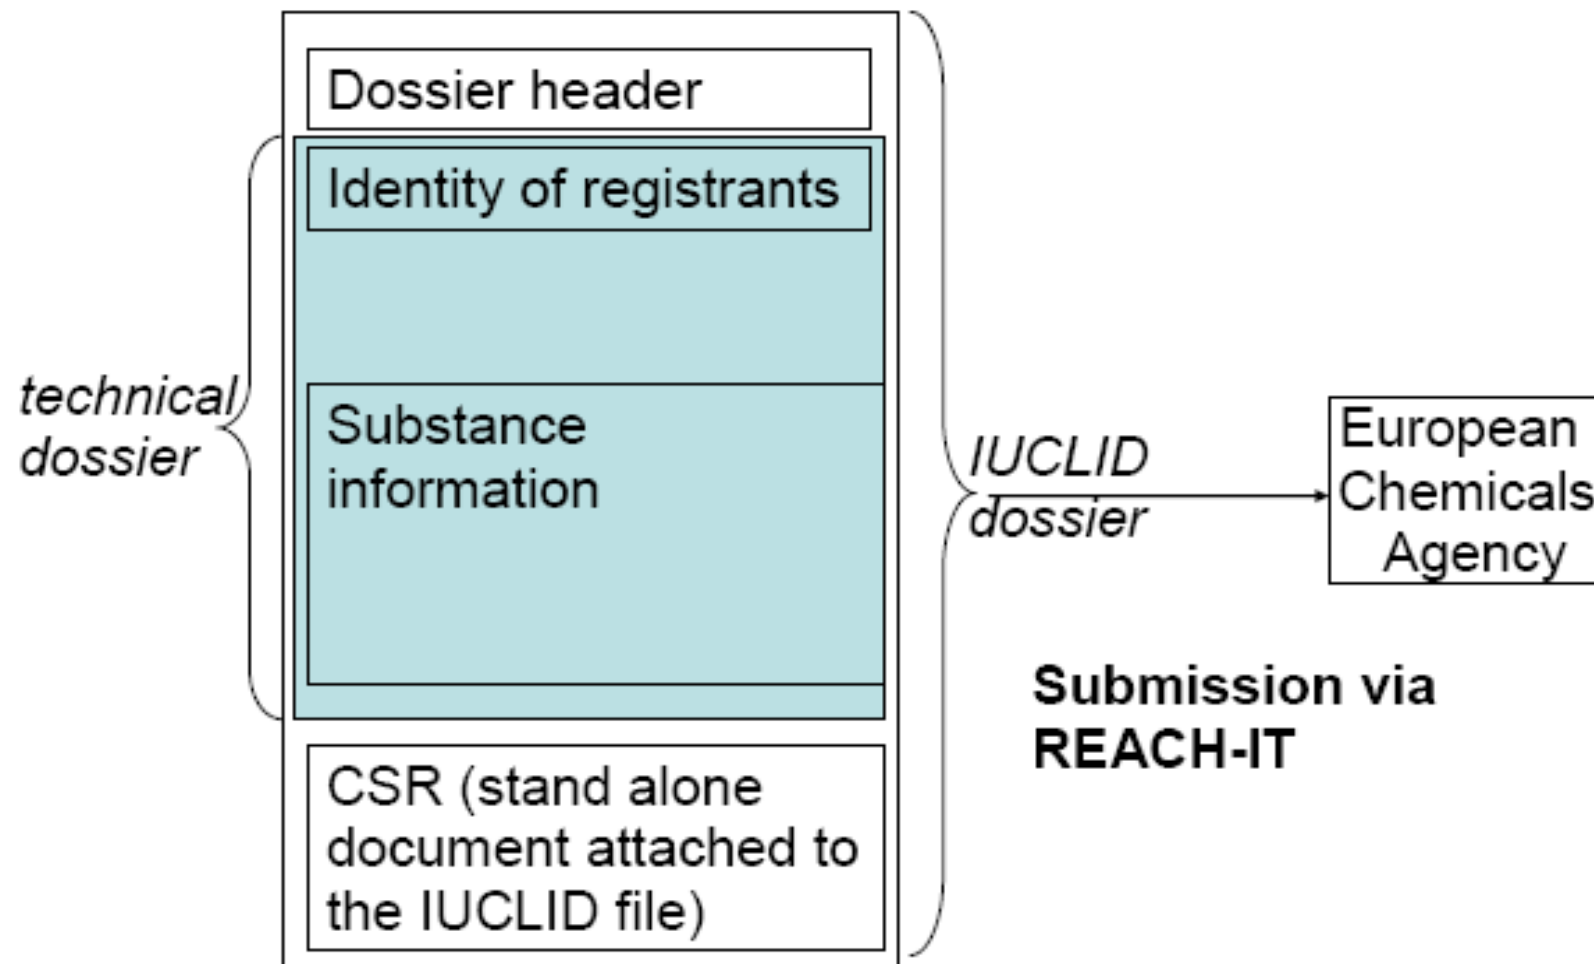 Dossier header
Identity of registrants
technical
dossier
Substance
information
CSR (stand alone
document attached to
the IUCLID file)
IUCLID
dossier
European
Chemicals
Agency
Submission via
REACH-IT